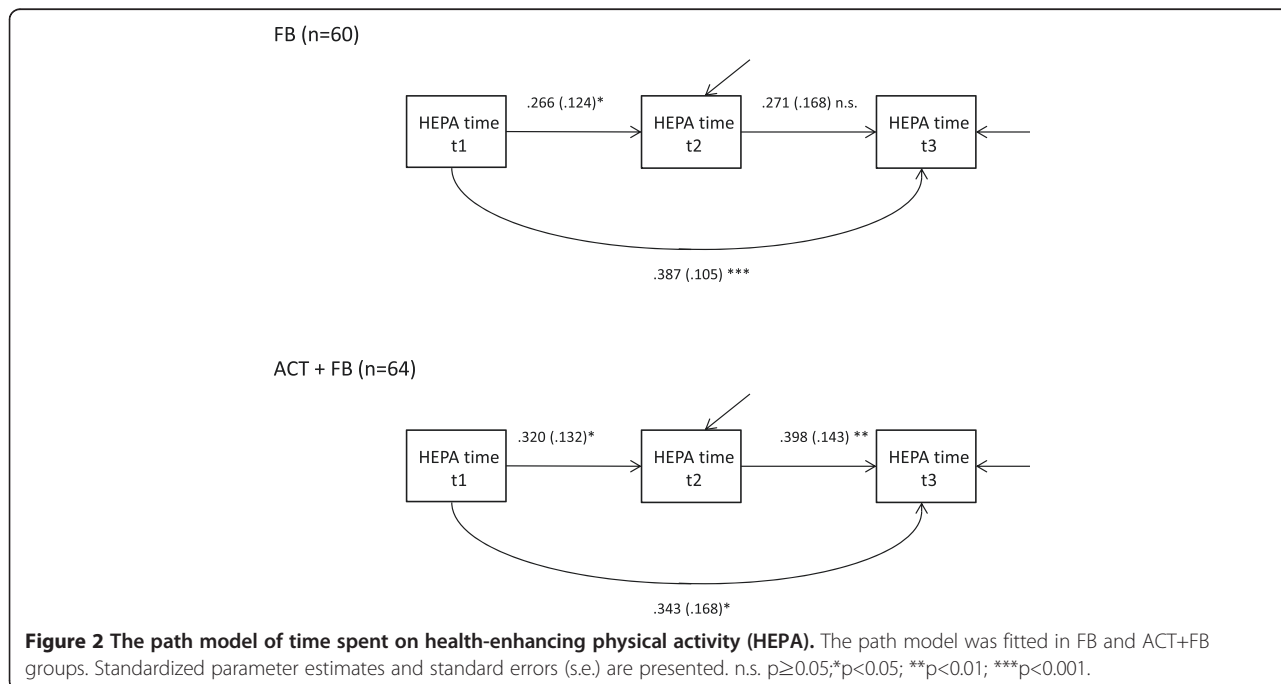 FB (n=60)
.266 (.124)*
.271 (.168) n.s.
HEPA time
t1
HEPA time
t2
HEPA time
t3
.387 (.105) ***
ACT + FB (n=64)
.320 (.132)*
.398 (.143) **
HEPA time
t1
HEPA time
t2
HEPA time
t3
.343 (.168)*
Figure 2 The path model of time spent on health-enhancing physical activity (HEPA). The path model was fitted in FB and ACT+FB
groups. Standardized parameter estimates and standard errors (s.e.) are presented. n.s. p≥0.05;*p<0.05; **p<0.01; ***p<0.001.